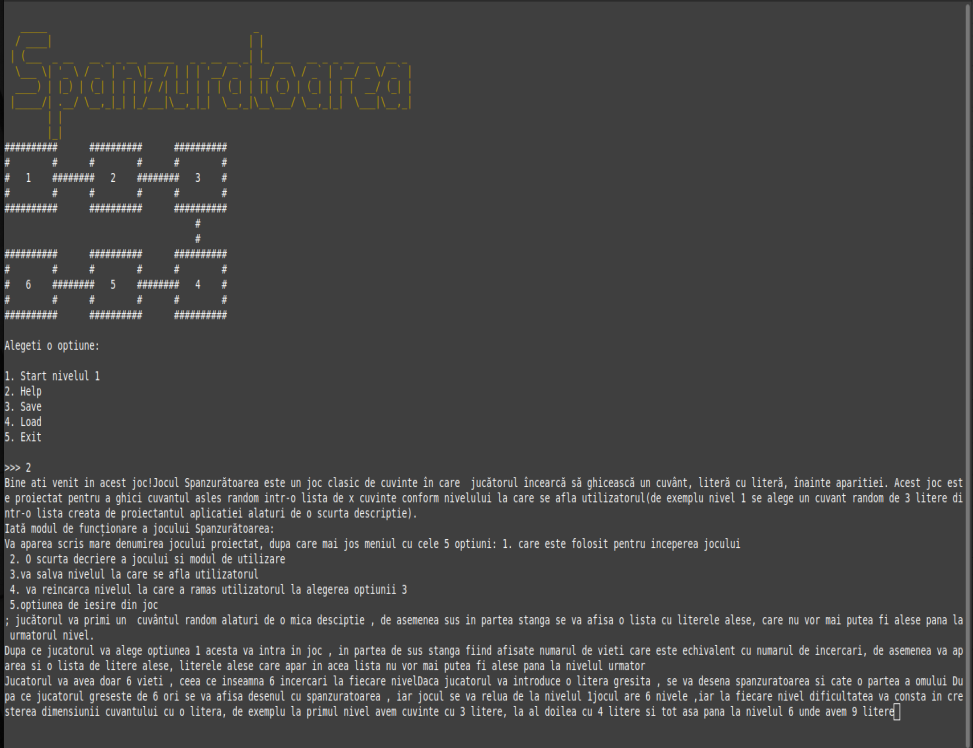 Spanzuratoarea
1 2 3
6 5 4
Alegeti o optiune:
1. Start nivelul 1
2. Help
3. Save
4. Load
5. Exit
>>> 2
Bine ati venit in acest joc!Jocul Spanzurătoarea este un joc clasic de cuvinte în care  jucătorul încearcă să ghicească un cuvânt, literă cu literă, înainte aparitiei. Acest joc est
e proiectat pentru a ghici cuvantul asles random intr-o lista de x cuvinte conform nivelului la care se afla utilizatorul(de exemplu nivel 1 se alege un cuvant random de 3 litere di
ntr-o lista creata de proiectantul aplicatiei alaturi de o scurta descriptie).
Iată modul de funcționare a jocului Spanzurătoarea:
Va aparea scris mare denumirea jocului proiectat, dupa care mai jos meniul cu cele 5 optiuni: 1. care este folosit pentru inceperea jocului
2. O scurta decriere a jocului si modul de utilizare
3.va salva nivelul la care se afla utilizatorul
4. va reincarca nivelul la care a ramas utilizatorul la alegerea optiunii 3
5.optiunea de iesire din joc
; jucătorul va primi un  cuvântul random alaturi de o mica desciptie , de asemenea sus in partea stanga se va afisa o lista cu literele alese, care nu vor mai putea fi alese pana la
urmatorul nivel.
Dupa ce jucatorul va alege optiunea 1 acesta va intra in joc , in partea de sus stanga fiind afisate numarul de vieti care este echivalent cu numarul de incercari, de asemenea va ap
area si o lista de litere alese, literele alese care apar in acea lista nu vor mai putea fi alese pana la nivelul urmator
Jucatorul va avea doar 6 vieti , ceea ce inseamna 6 incercari la fiecare nivelDaca jucatorul va introduce o litera gresita , se va desena spanzuratoarea si cate o partea a omului Du
pa ce jucatorul greseste de 6 ori se va afisa desenul cu spanzuratoarea , iar jocul se va relua de la nivelul 1jocul are 6 nivele ,iar la fiecare nivel dificultatea va consta in cre
sterea dimensiunii cuvantului cu o litera, de exemplu la primul nivel avem cuvinte cu 3 litere, la al doilea cu 4 litere si tot asa pana la nivelul 6 unde avem 9 litere